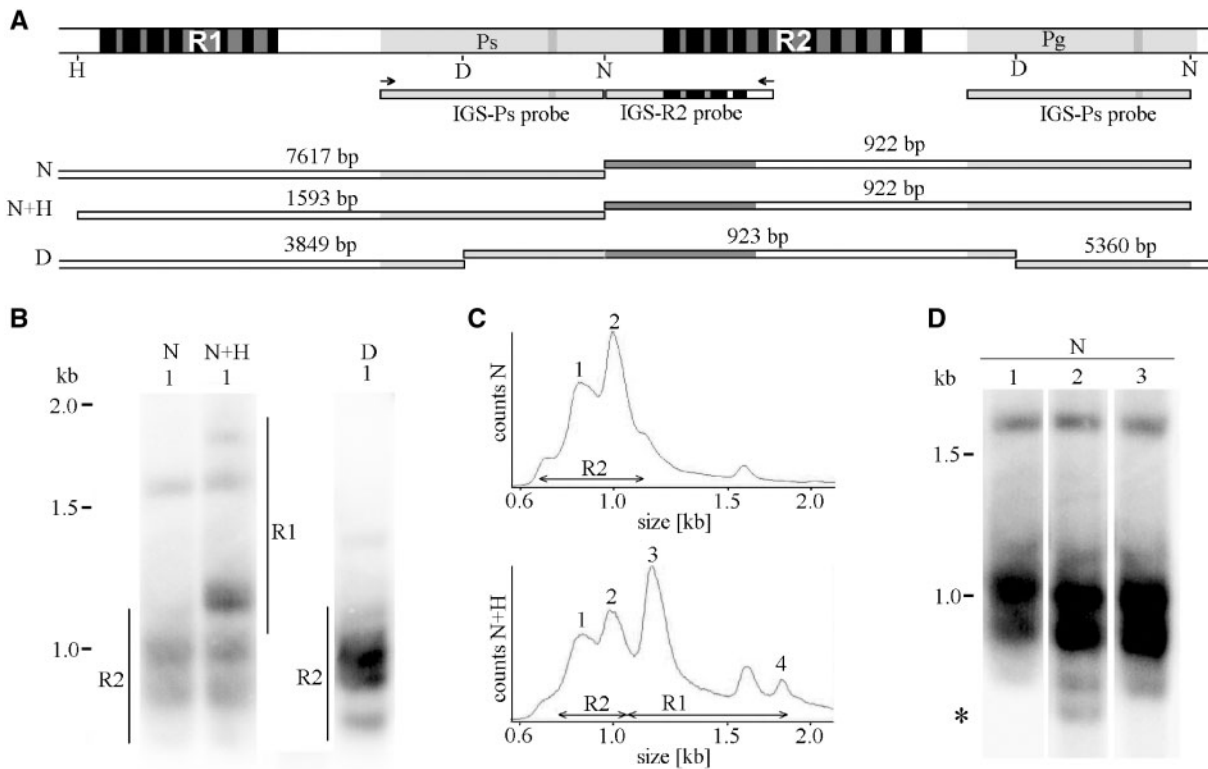 A
R1
Ps
R2
Pg
H
D
N
D
N
IGS-Ps probe
IGS-R2 probe
IGS-Ps probe
N
7617 bp
922 bp
N+H
1593 bp
922 bp
D
3849 bp
923 bp
5360 bp
B
N N+H D
kb 1 1 1
2.0
1.5
1.0
R1
R2
R2
C
counts N
1
2
R2
0.6 1.0 1.5 2.0
size [kb]
counts N+H
1
2
3
4
R2 R1
0.6 1.0 1.5 2.0
size [kb]
D
N
kb 1 2 3
1.5
1.0
*